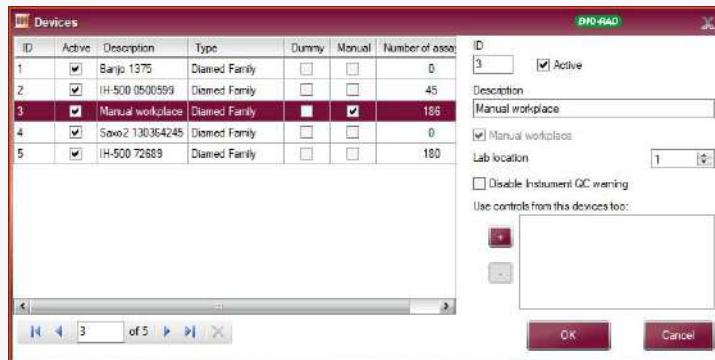 Devices
BIO-RAD
ID Active Description Type Dummy Manual Number of assay
1 Banjo 1375 Diamed Family 0
2 IH-500 0500599 Diamed Family 45
3 Manual workplace Diamed Family 186
4 Saxo2 130364245 Diamed Family 0
5 IH-500 72689 Diamed Family 180
3 of 5
ID
3 Active
Description
Manual workplace
Manual workplace
Lab location 1
Disable Instrument QC warning
Use controls from this devices too:
+
-
OK Cancel